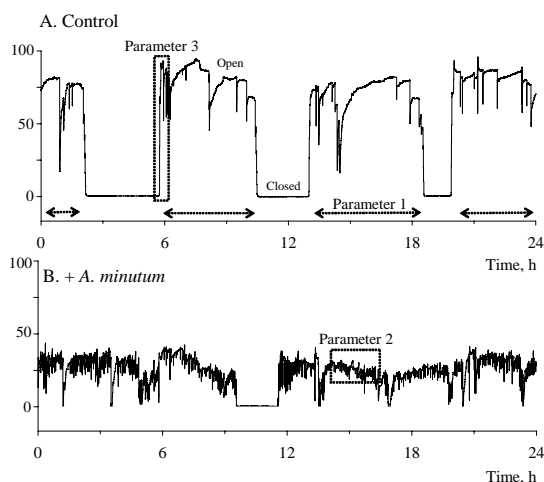 A. Control
Parameter 3
100
Open
50
Closed
0
Parameter 1
0 6 12 18 24
Time, h
100
B. + A. minutum
Parameter 2
50
0
0 6 12 18 24
Time, h